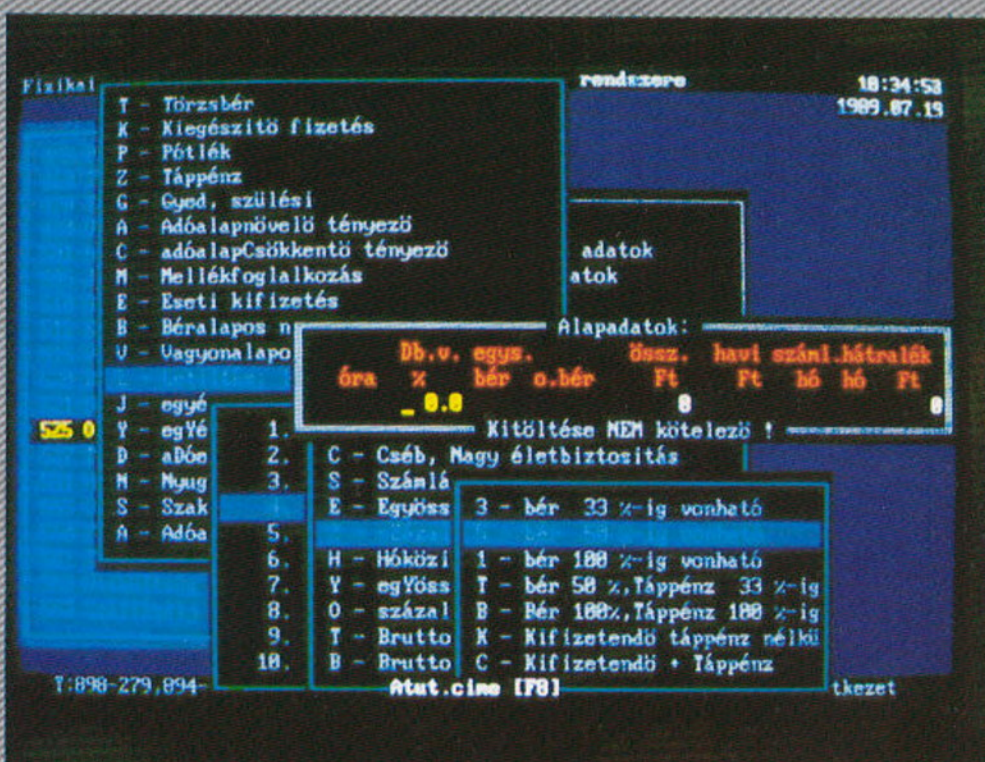 Fizikai
rendszere
18:34:53
1989.07.13
T - Törzsbér
K - Kiegészitö fizetés
P - Pótlék
Z - Táppénz
G - Gyed, szülési
A - Adóalapnövelö tényezö
C - adóalapCsökkentö tényezö
M - Mellékfoglalkozás
E - Eseti kifizetés
B - Béralapos n
V - Vagyonalapo
J - egyé
Y - egYé
D - aDóe
N - Nyug
S - Szak
A - Adóa
adatok
atok
525 0
Alapadatok:
Db.v. egys. össz. havi száml.hátralék
óra % bér o.bér Ft Ft hó hó Ft
_ 0.0 0 0
Kitöltése NEM kötelezö !
1.
2.
3.
5.
6.
7.
8.
9.
10.
C - Cséb, Nagy életbiztositás
S - Számlá
E - Egyöss
H - Hóközi
Y - egYöss
O - százal
T - Brutto
B - Brutto
3 - bér 33 %-ig vonható
1 - bér 100 %-ig vonható
T - bér 50 %,Táppénz 33 %-ig
B - Bér 100%,Táppénz 100 %-ig
K - Kifizetendö táppénz nélkü
C - Kifizetendö + Táppénz
T:898-279,894-
Atut.cime [F8]
tkezet